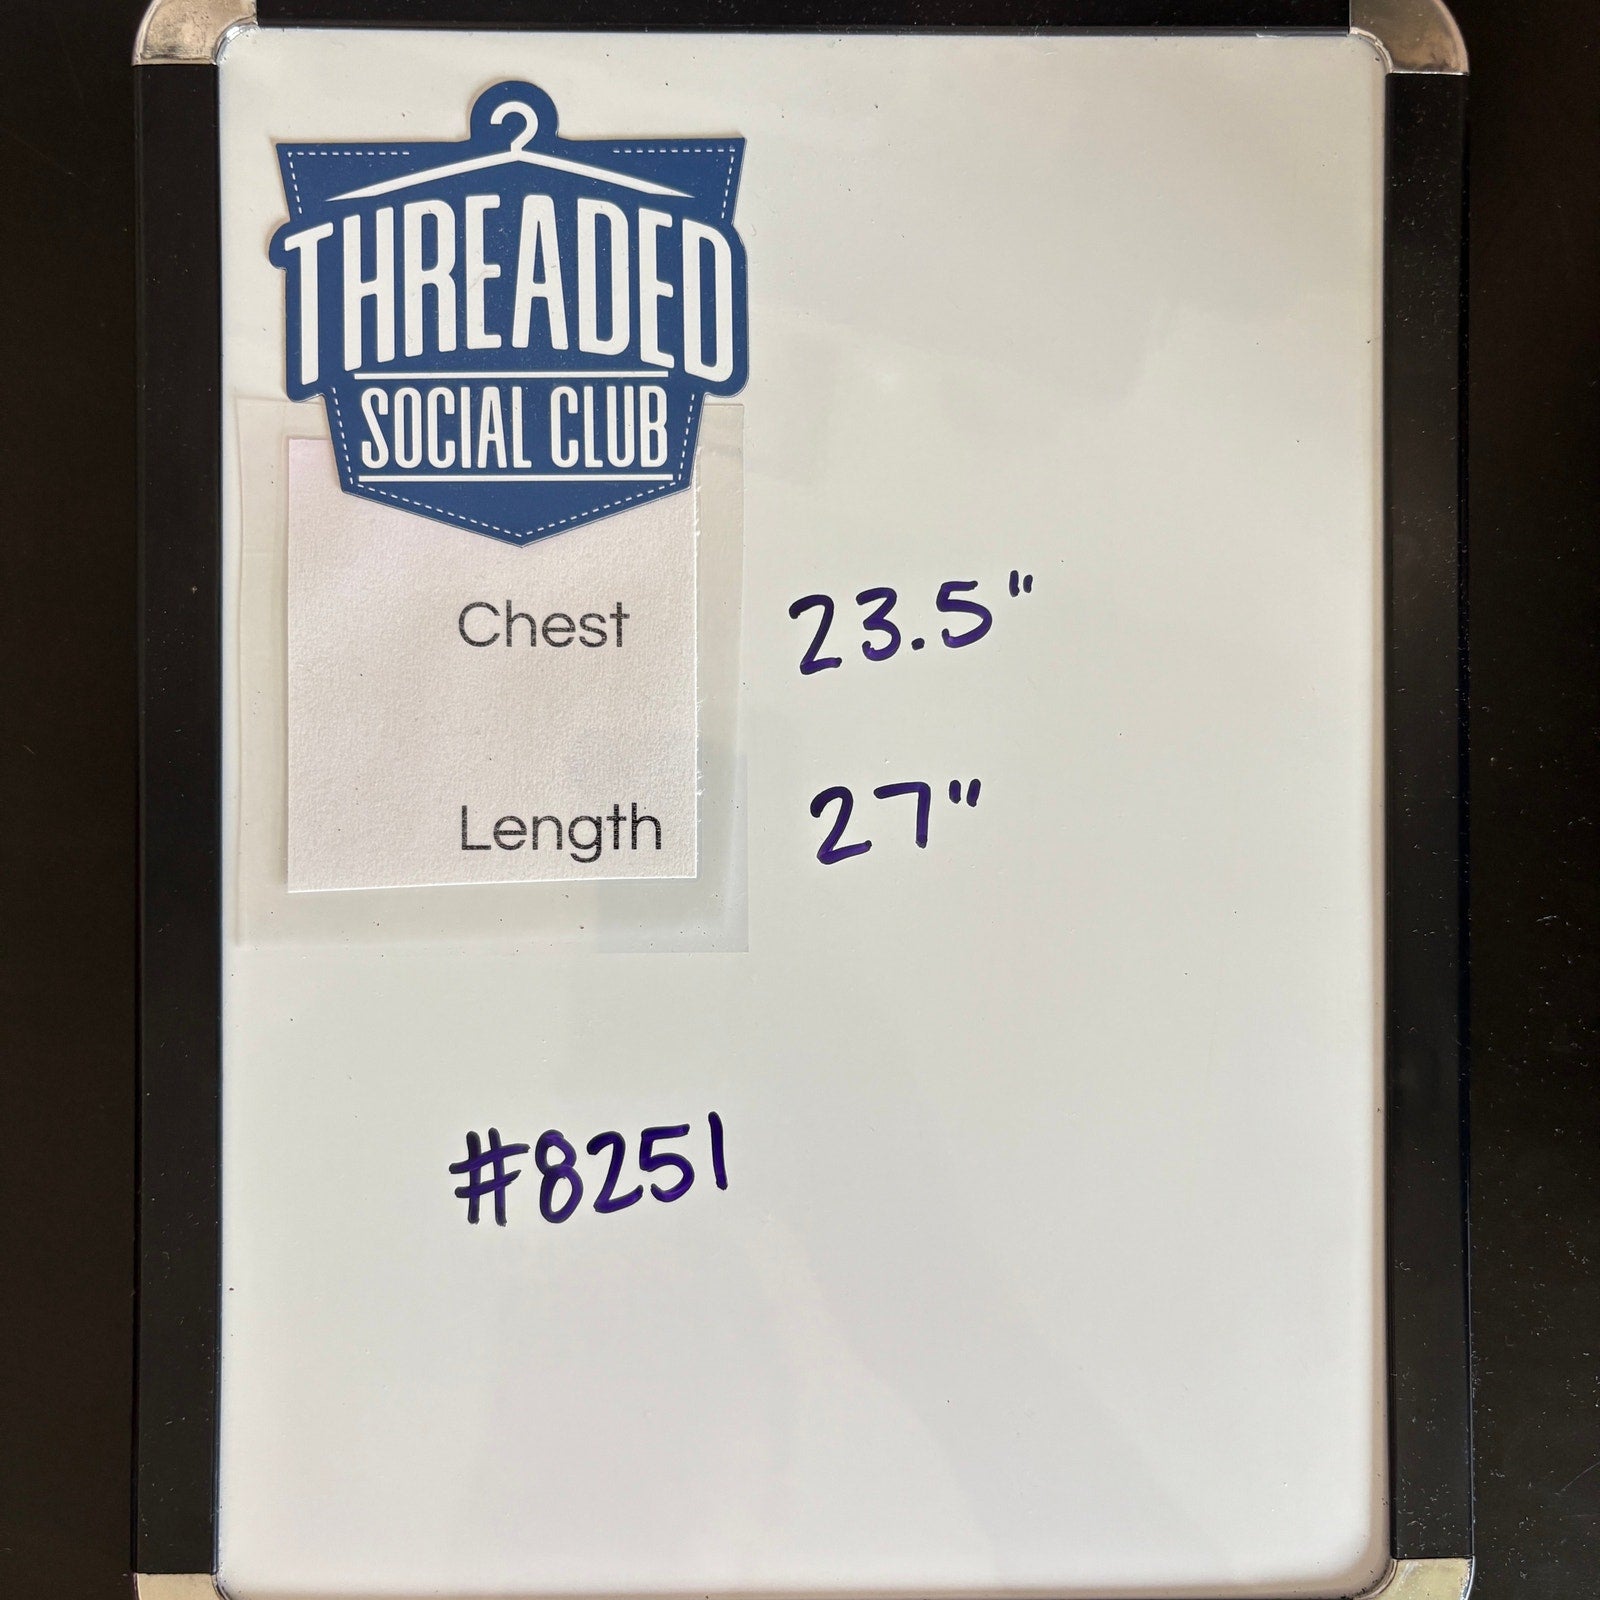 THREADED
SOCIAL CLUB
Chest 23.5"
Length 27"
#8251